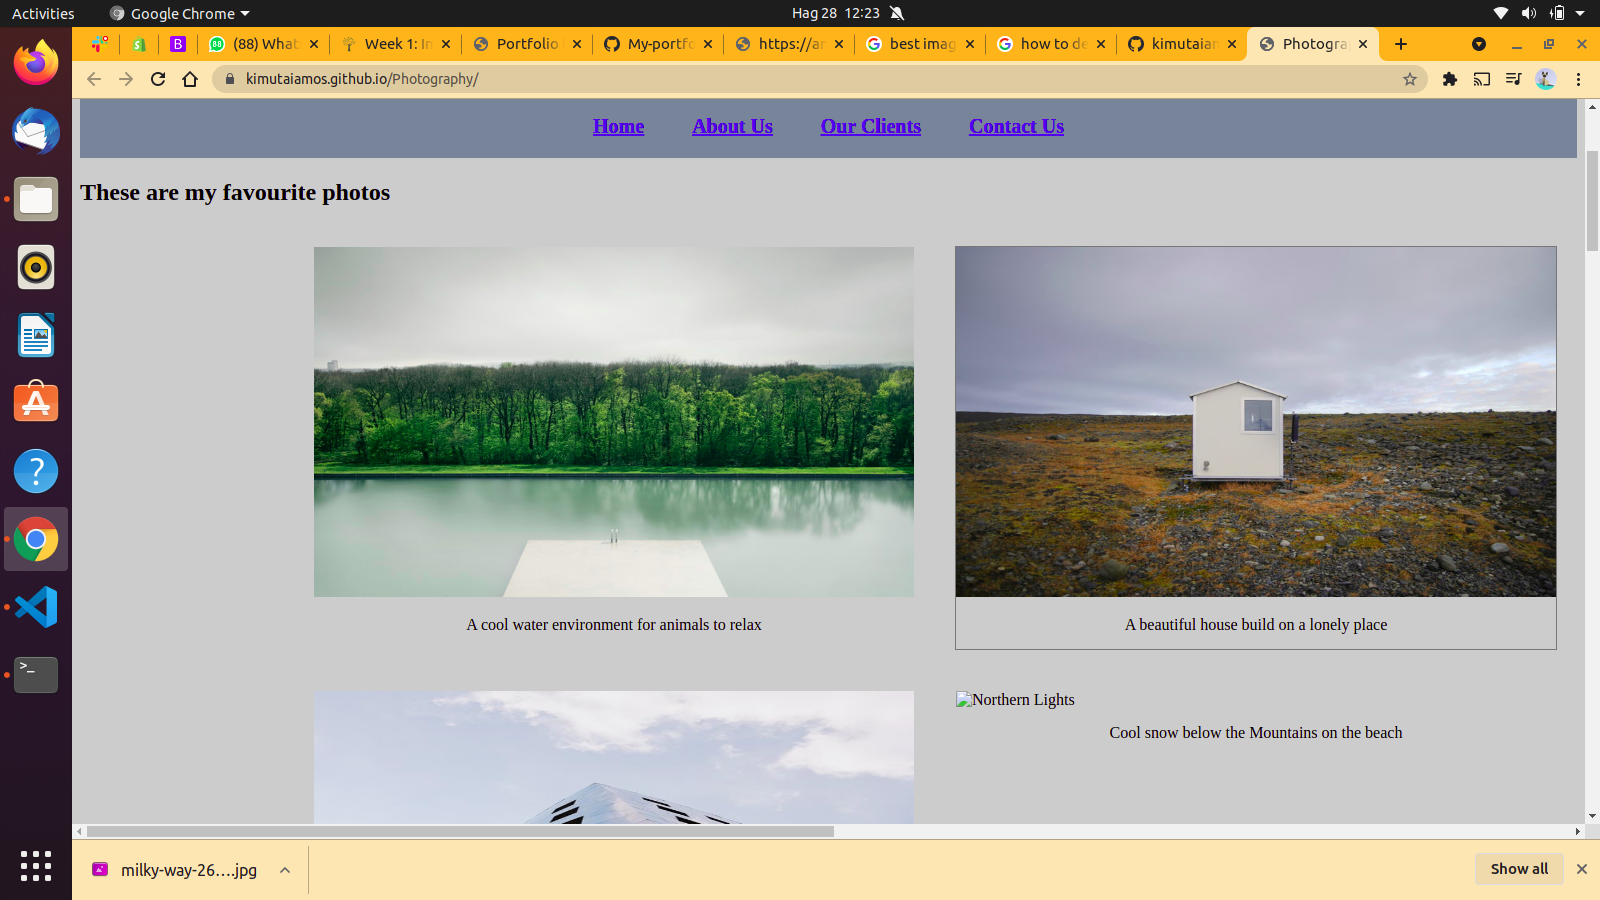 Activities
Google Chrome
Hag 28 12:23
(88) What
Week 1: In
Portfolio
My-portfo
https://ar
best imag
how to de
kimutaiam
Photogra
kimutaiamos.github.io/Photography/
Home
About Us
Our Clients
Contact Us
These are my favourite photos
A cool water environment for animals to relax
A beautiful house build on a lonely place
Northern Lights
Cool snow below the Mountains on the beach
milky-way-26....jpg
Show all